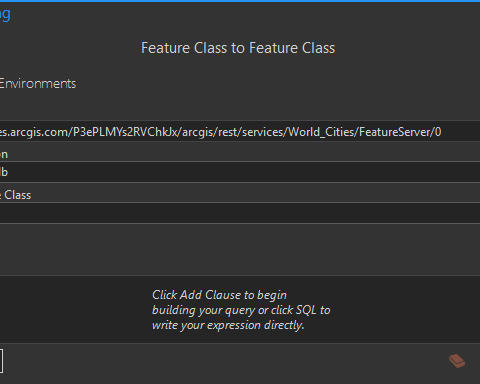 Feature Class to Feature Class
Environments
es.arcgis.com/P3ePLMYs2RVChkJx/arcgis/rest/services/World_Cities/FeatureServer/0
Class
Click Add Clause to begin
building your query or click SQL to
write your expression directly.